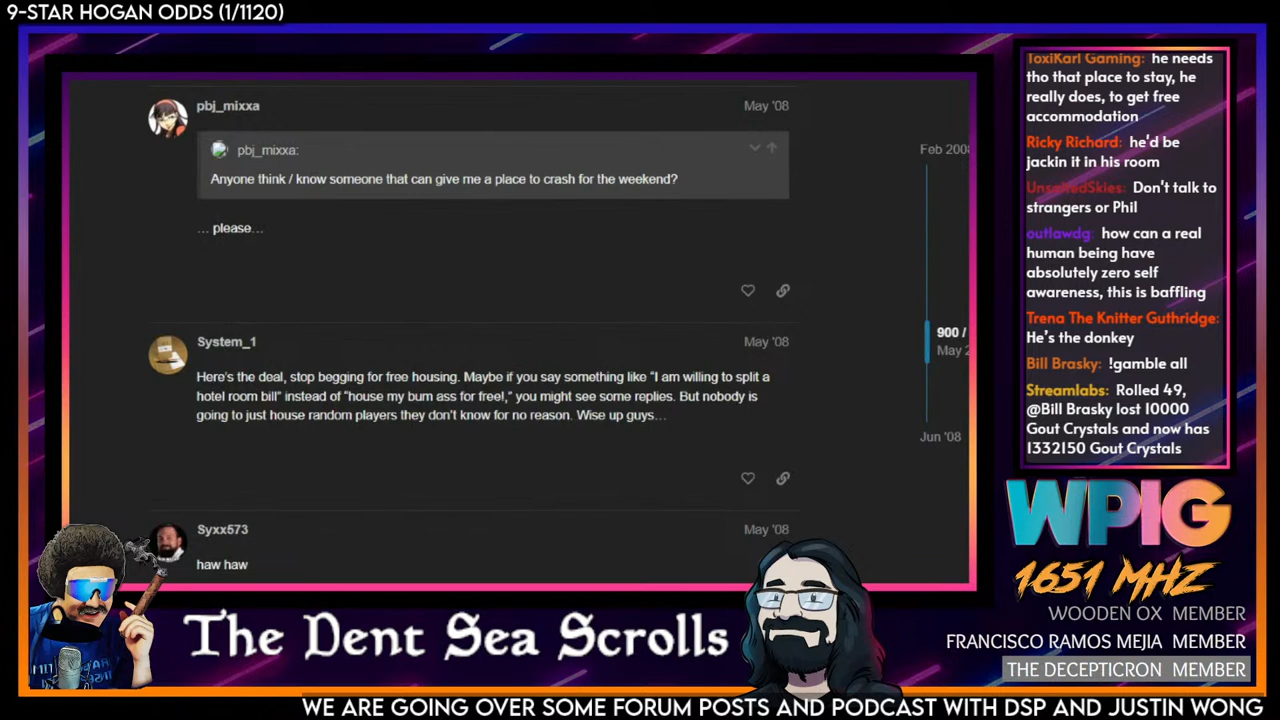 9-STAR HOGAN ODDS (1/1120)
pbj_mixxa
May '08
pbj_mixxa:
Anyone think / know someone that can give me a place to crash for the weekend?
… please…
System_1
May '08
Here's the deal, stop begging for free housing. Maybe if you say something like “I am willing to split a
hotel room bill” instead of “house my bum ass for free!,” you might see some replies. But nobody is
going to just house random players they don't know for no reason. Wise up guys…
Syxx573
May '08
haw haw
Feb 2008
900 /
May 2
Jun '08
ToxiKarl Gaming: he needs
tho that place to stay, he
really does, to get free
accommodation
Ricky Richard: he'd be
jackin it in his room
UnsaltedSkies: Don't talk to
strangers or Phil
outlawdg: how can a real
human being have
absolutely zero self
awareness, this is baffling
Trena The Knitter Guthridge:
He's the donkey
Bill Brasky: !gamble all
Streamlabs: Rolled 49,
@Bill Brasky lost 10000
Gout Crystals and now has
1332150 Gout Crystals
WPIG
1651 MHZ
WOODEN OX MEMBER
FRANCISCO RAMOS MEJIA MEMBER
THE DECEPTICRON MEMBER
The Dent Sea Scrolls
WE ARE GOING OVER SOME FORUM POSTS AND PODCAST WITH DSP AND JUSTIN WONG